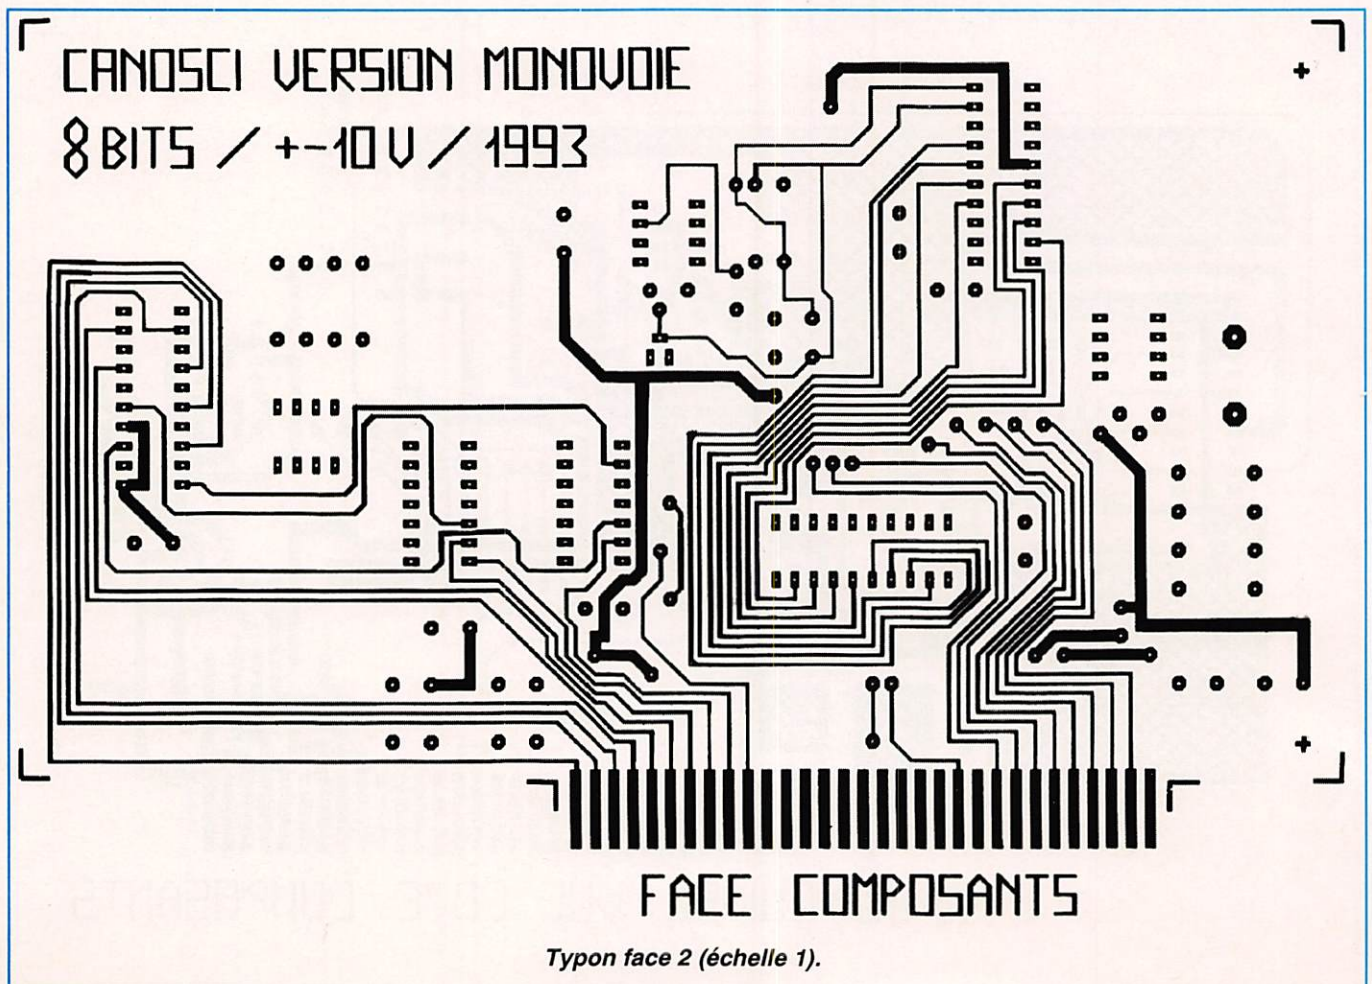 CANOSCI VERSION MONOVOIE
8 BITS / +-10 V / 1993
FACE COMPOSANTS
Typon face 2 (échelle 1).